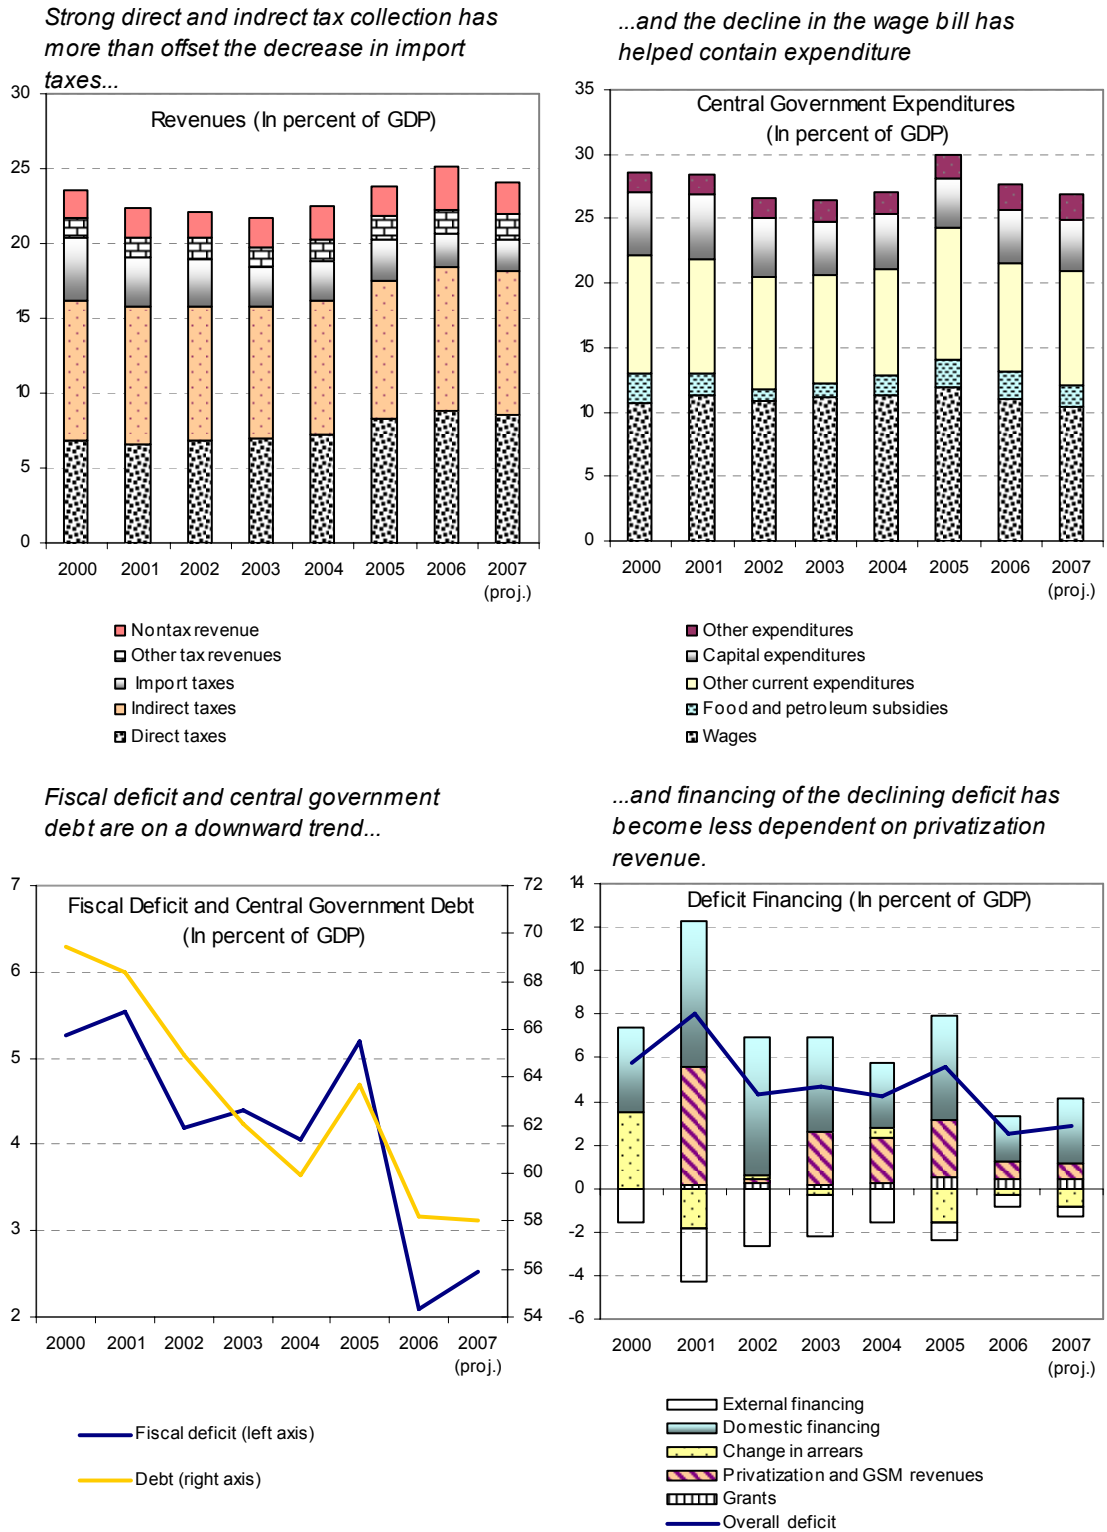 Strong direct and indrect tax collection has
more than offset the decrease in import
taxes...
Revenues (In percent of GDP)
30
25
20
15
10
5
0
2000 2001 2002 2003 2004 2005 2006 2007
(proj.)
Nontax revenue
Other tax revenues
Import taxes
Indirect taxes
Direct taxes
...and the decline in the wage bill has
helped contain expenditure
Central Government Expenditures
(In percent of GDP)
35
30
25
20
15
10
5
0
2000 2001 2002 2003 2004 2005 2006 2007
(proj.)
Other expenditures
Capital expenditures
Other current expenditures
Food and petroleum subsidies
Wages
Fiscal deficit and central government
debt are on a downward trend...
Fiscal Deficit and Central Government Debt
(In percent of GDP)
7
6
5
4
3
2
72
70
68
66
64
62
60
58
56
54
2000 2001 2002 2003 2004 2005 2006 2007
(proj.)
Fiscal deficit (left axis)
Debt (right axis)
...and financing of the declining deficit has
become less dependent on privatization
revenue.
Deficit Financing (In percent of GDP)
14
12
10
8
6
4
2
0
-2
-4
-6
2000 2001 2002 2003 2004 2005 2006 2007
(proj.)
External financing
Domestic financing
Change in arrears
Privatization and GSM revenues
Grants
Overall deficit